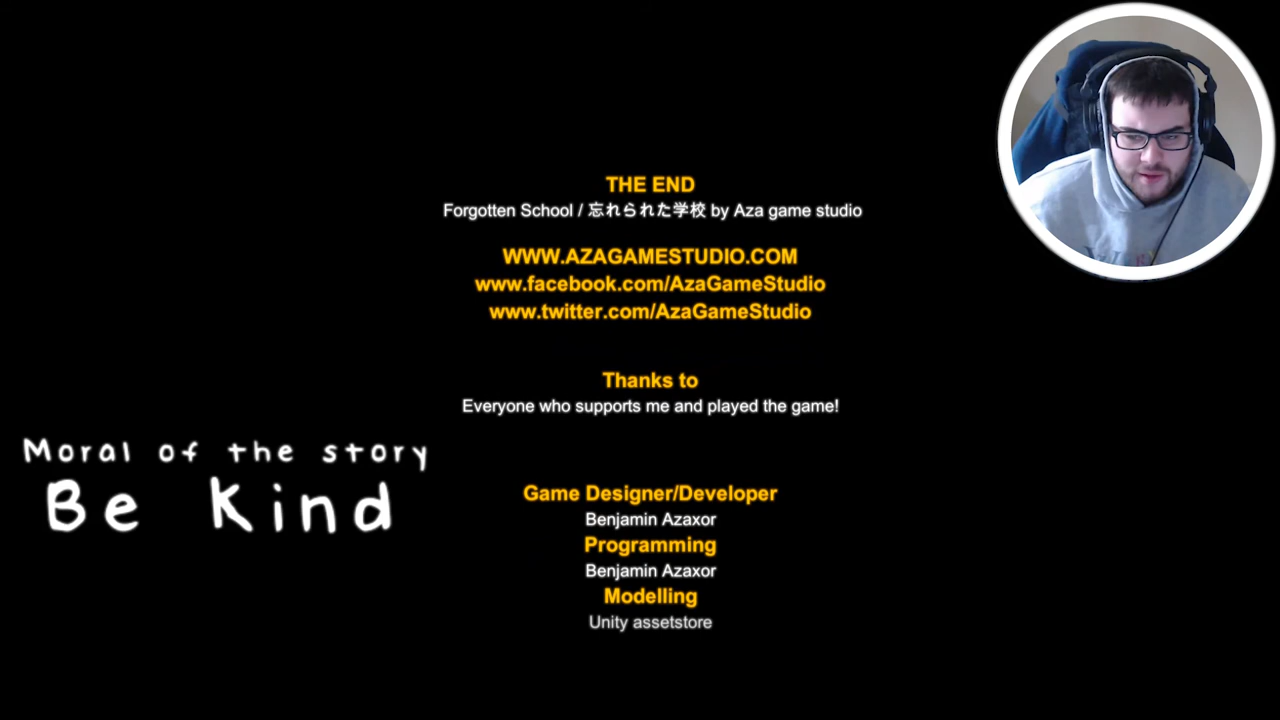 THE END
Forgotten School / 忘れられた学校 by Aza game studio
WWW.AZAGAMESTUDIO.COM
www.facebook.com/AzaGameStudio
www.twitter.com/AzaGameStudio
Thanks to
Everyone who supports me and played the game!
Moral of the story
Be Kind
Game Designer/Developer
Benjamin Azaxor
Programming
Benjamin Azaxor
Modelling
Unity assetstore